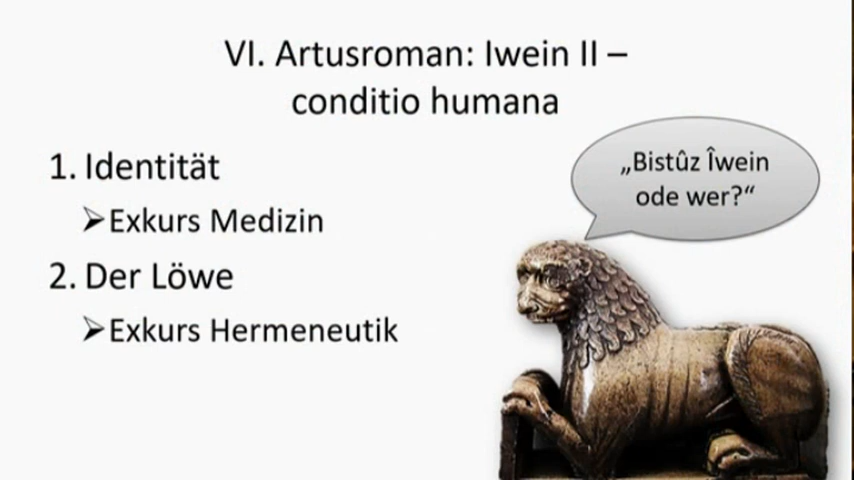 VI. Artusroman: Iwein II –
conditio humana
1. Identität
➢Exkurs Medizin
2. Der Löwe
➢Exkurs Hermeneutik
„Bistûz Îwein
ode wer?“